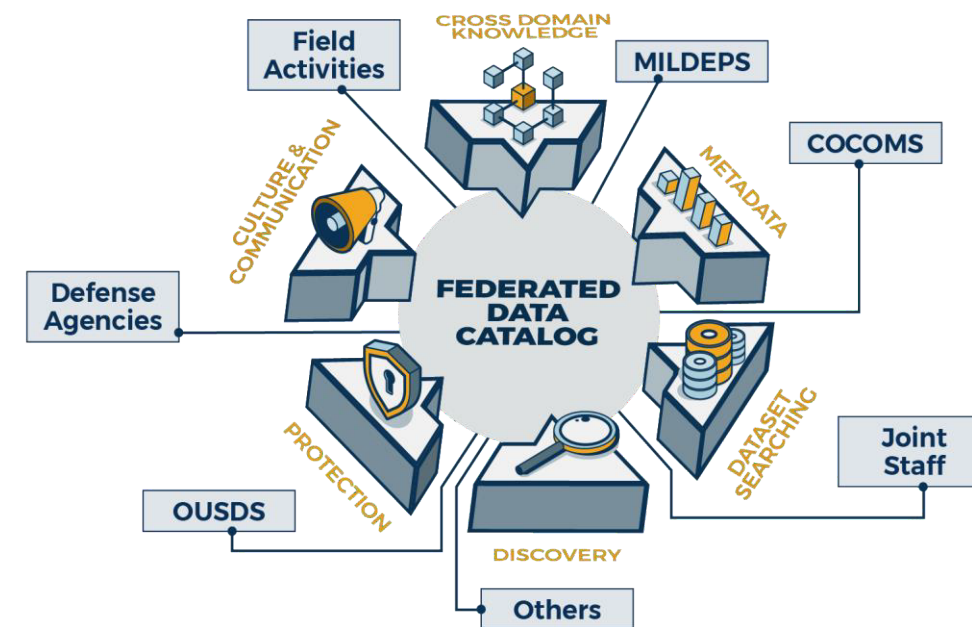 CROSS DOMAIN
KNOWLEDGE
Field
Activities
MILDEPS
COCOMS
CULTURE &
COMMUNICATION
METADATA
FEDERATED
DATA
CATALOG
Defense
Agencies
PROTECTION
DATASET
SEARCHING
Joint
Staff
OUSDS
DISCOVERY
Others